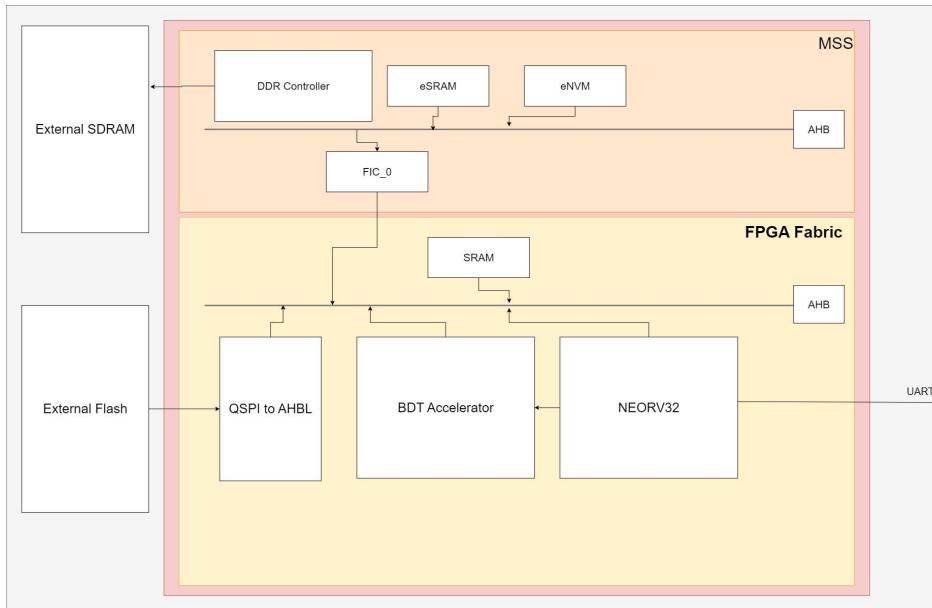 MSS
DDR Controller
eSRAM
eNVM
External SDRAM
AHB
FIC_0
FPGA Fabric
SRAM
AHB
External Flash
QSPI to AHBL
BDT Accelerator
NEORV32
UART